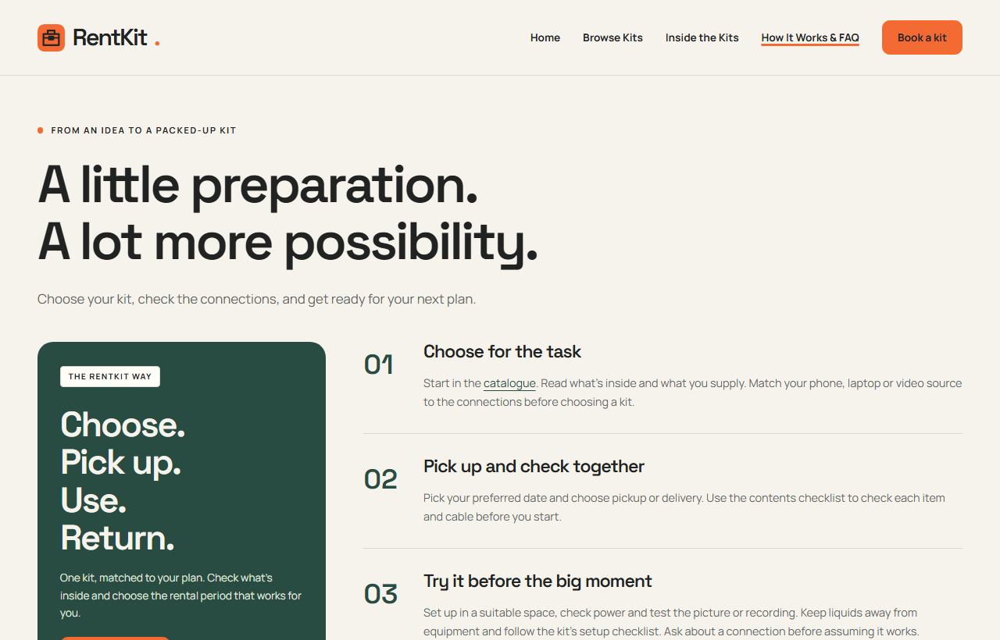 RentKit.
Home
Browse Kits
Inside the Kits
How It Works & FAQ
Book a kit
FROM AN IDEA TO A PACKED-UP KIT
A little preparation.
A lot more possibility.
Choose your kit, check the connections, and get ready for your next plan.
THE RENTKIT WAY
Choose.
Pick up.
Use.
Return.
One kit, matched to your plan. Check what's
inside and choose the rental period that works for
you.
01
Choose for the task
Start in the catalogue. Read what's inside and what you supply. Match your phone, laptop or video source
to the connections before choosing a kit.
02
Pick up and check together
Pick your preferred date and choose pickup or delivery. Use the contents checklist to check each item
and cable before you start.
03
Try it before the big moment
Set up in a suitable space, check power and test the picture or recording. Keep liquids away from
equipment and follow the kit's setup checklist. Ask about a connection before assuming it works.